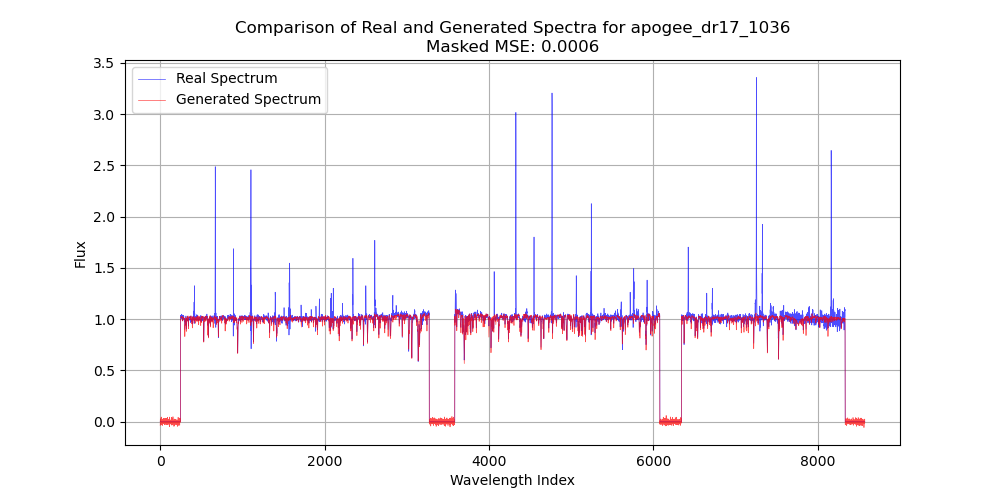 Comparison of Real and Generated Spectra for apogee_dr17_1036
Masked MSE: 0.0006
Real Spectrum
Generated Spectrum
3.5
3.0
2.5
2.0
1.5
1.0
0.5
0.0
Flux
0 2000 4000 6000 8000
Wavelength Index